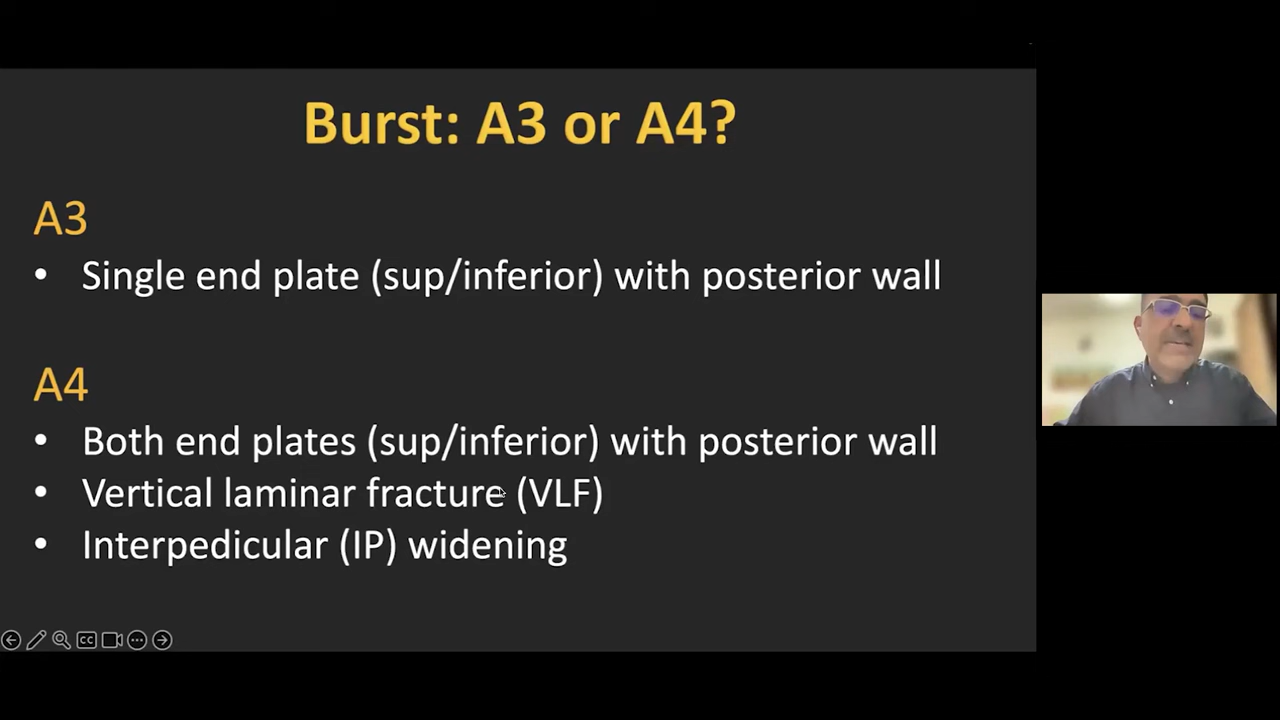 Burst: A3 or A4?
A3
• Single end plate (sup/inferior) with posterior wall
A4
• Both end plates (sup/inferior) with posterior wall
• Vertical laminar fracture (VLF)
• Interpedicular (IP) widening
CC